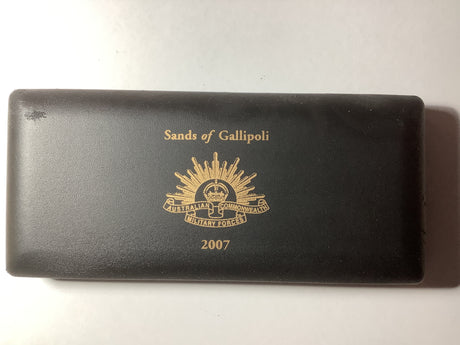 Sands of Gallipoli
AUSTRALIAN COMMONWEALTH
MILITARY FORCES
2007